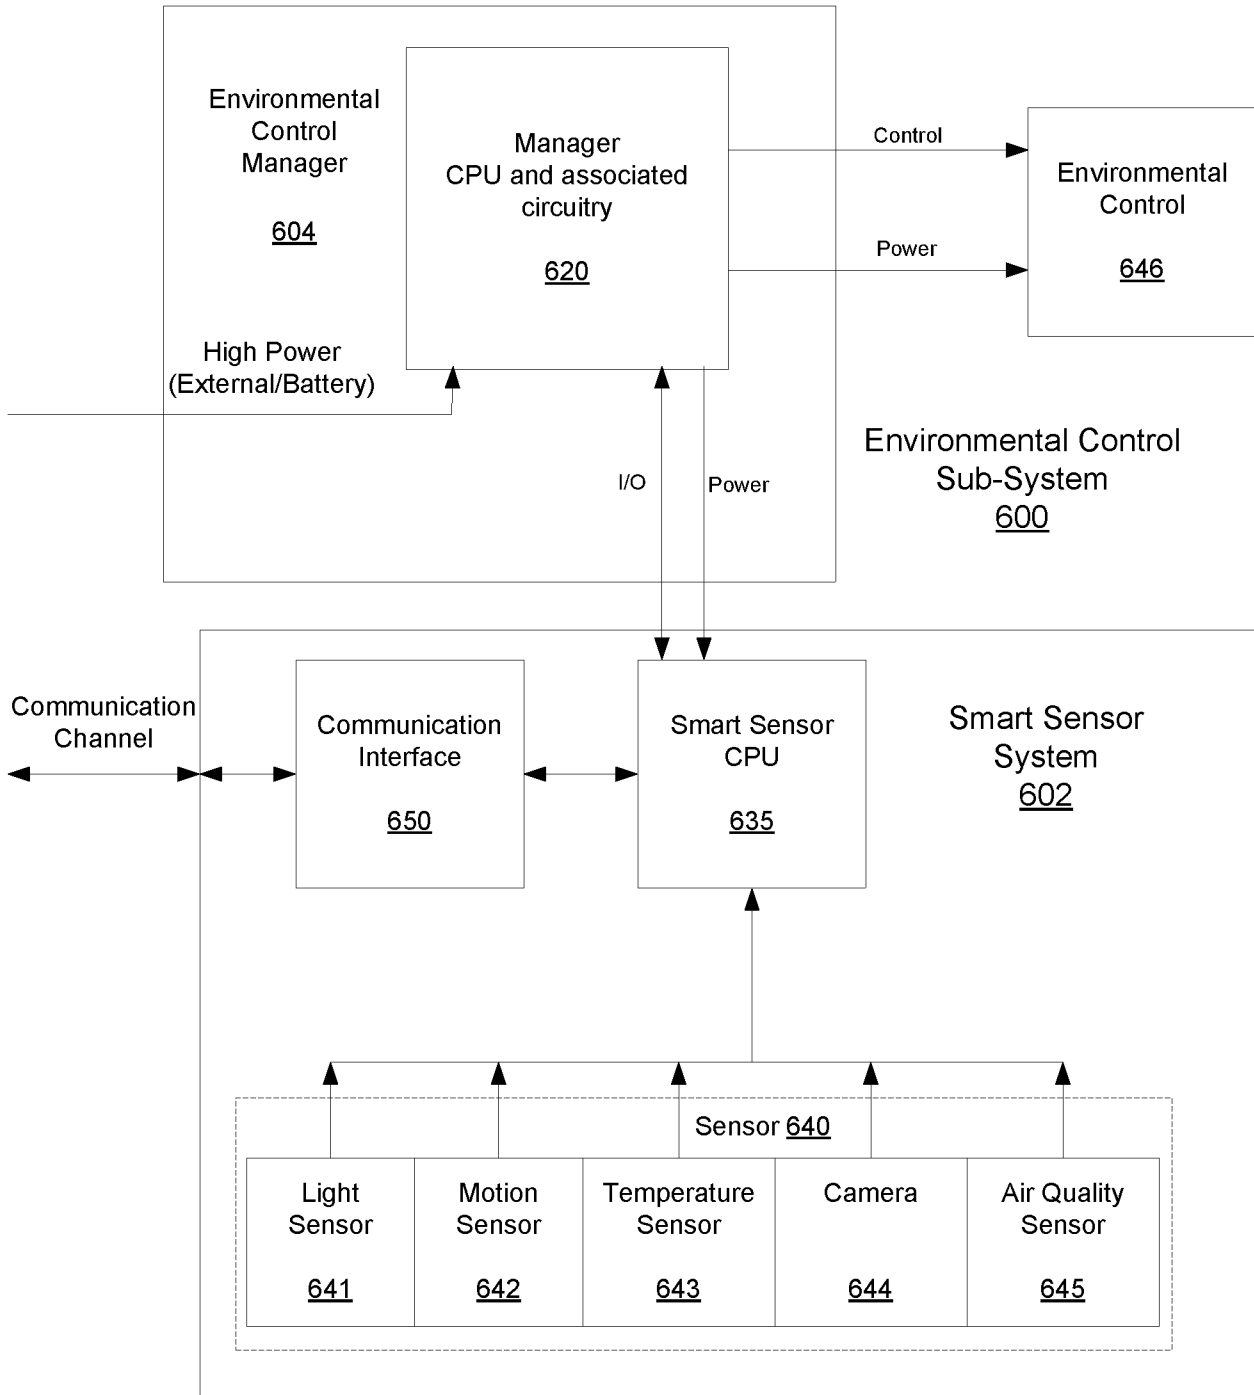 Environmental
Control
Manager
604
Manager
CPU and associated
circuitry
620
Control
Power
Environmental
Control
646
High Power
(External/Battery)
I/O
Power
Environmental Control
Sub-System
600
Communication
Channel
Communication
Interface
650
Smart Sensor
CPU
635
Smart Sensor
System
602
Sensor 640
Light
Sensor
641
Motion
Sensor
642
Temperature
Sensor
643
Camera
644
Air Quality
Sensor
645